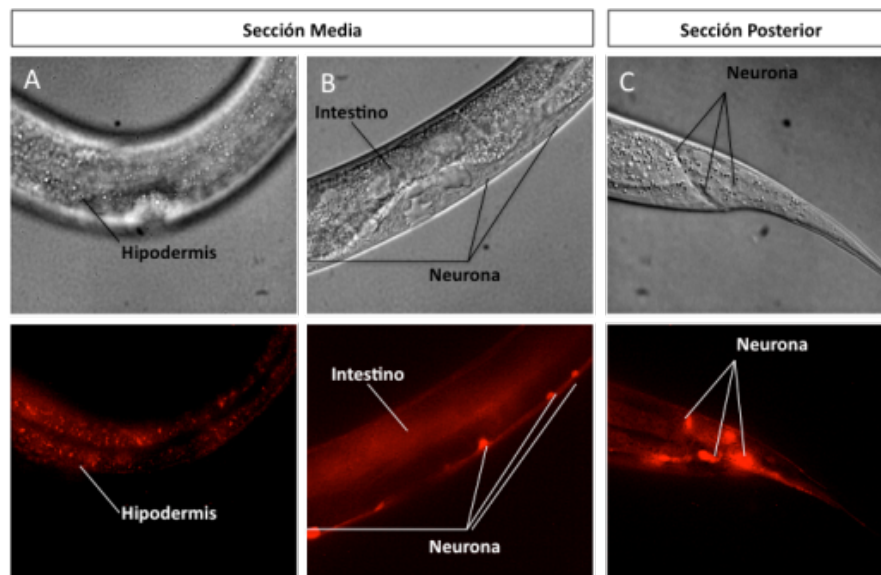 Sección Media
Sección Posterior
A
Hipodermis
B
Intestino
Neurona
C
Neurona
Hipodermis
Intestino
Neurona
Neurona